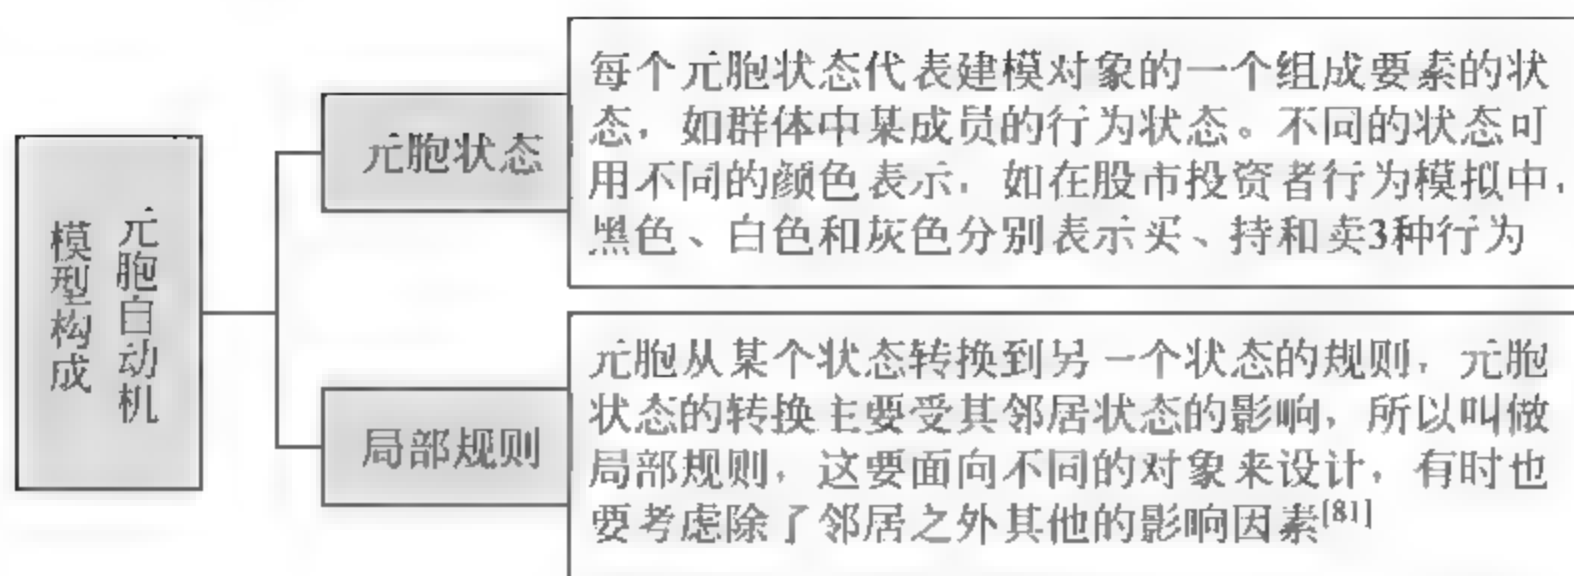 元胞自动机
模型构成
元胞状态
每个元胞状态代表建模对象的一个组成要素的状
态，如群体中某成员的行为状态。不同的状态可
用不同的颜色表示，如在股市投资者行为模拟中，
黑色、白色和灰色分别表示买、持和卖3种行为
局部规则
元胞从某个状态转换到另一个状态的规则，元胞
状态的转换主要受其邻居状态的影响，所以叫做
局部规则，这要面向不同的对象来设计，有时也
要考虑除了邻居之外其他的影响因素[81]